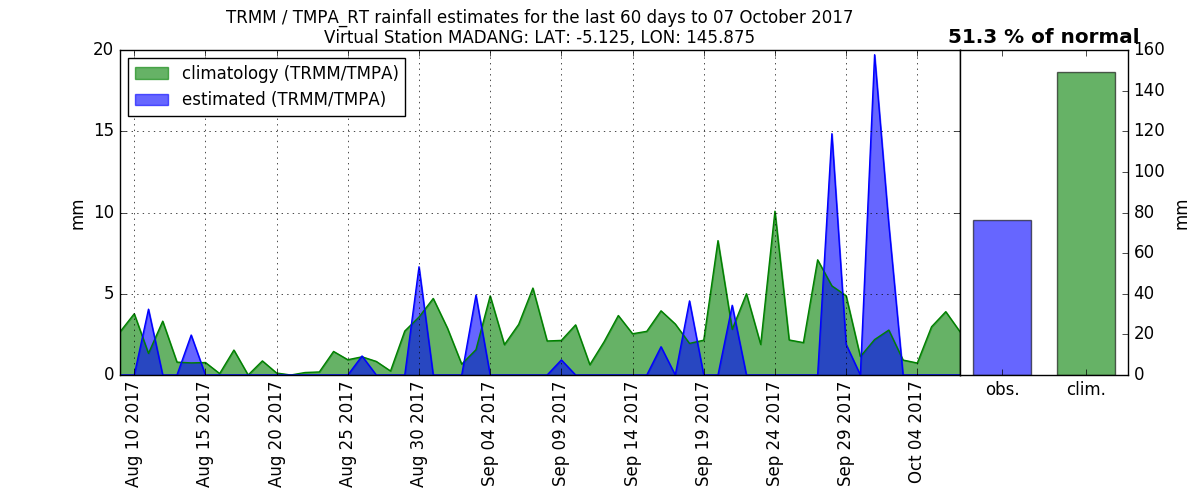 TRMM / TMPA_RT rainfall estimates for the last 60 days to 07 October 2017
Virtual Station MADANG: LAT: -5.125, LON: 145.875
51.3 % of normal
climatology (TRMM/TMPA)
estimated (TRMM/TMPA)
20
15
10
5
0
mm
Aug 10 2017
Aug 15 2017
Aug 20 2017
Aug 25 2017
Aug 30 2017
Sep 04 2017
Sep 09 2017
Sep 14 2017
Sep 19 2017
Sep 24 2017
Sep 29 2017
Oct 04 2017
160
140
120
100
80
60
40
20
0
mm
obs.
clim.